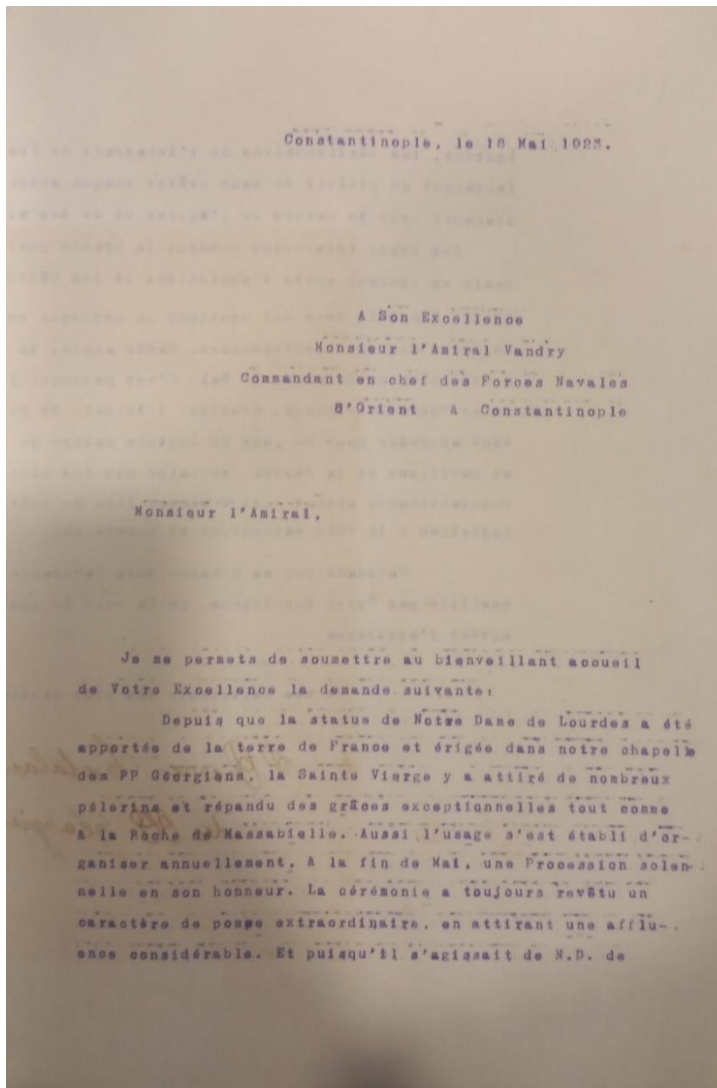 Constantinople, le 18 Mai 1923.
A Son Excellence
Monsieur l'Amiral Vandry
Commandant en chef des Forces Navales
d'Orient A Constantinople
Monsieur l'Amiral,
Je me permets de soumettre au bienveillant accueil
de Votre Excellence la demande suivante:
Depuis que la statue de Notre Dame de Lourdes a été
apportée de la terre de France et érigée dans notre chapelle
des PP Géorgiens, la Sainte Vierge y a attiré de nombreux
pélerins et répandu des grâces exceptionnelles tout comme
a la Roche de Massabielle. Aussi l'usage s'est établi d'or-
ganiser annuellement, A la fin de Mai, une Procession solen-
nelle en son honneur. La cérémonie a toujours revêtu un
caractère de pompe extraordinaire, en attirant une afflu-
ence considérable. Et puisqu'il s'agissait de N.D. de